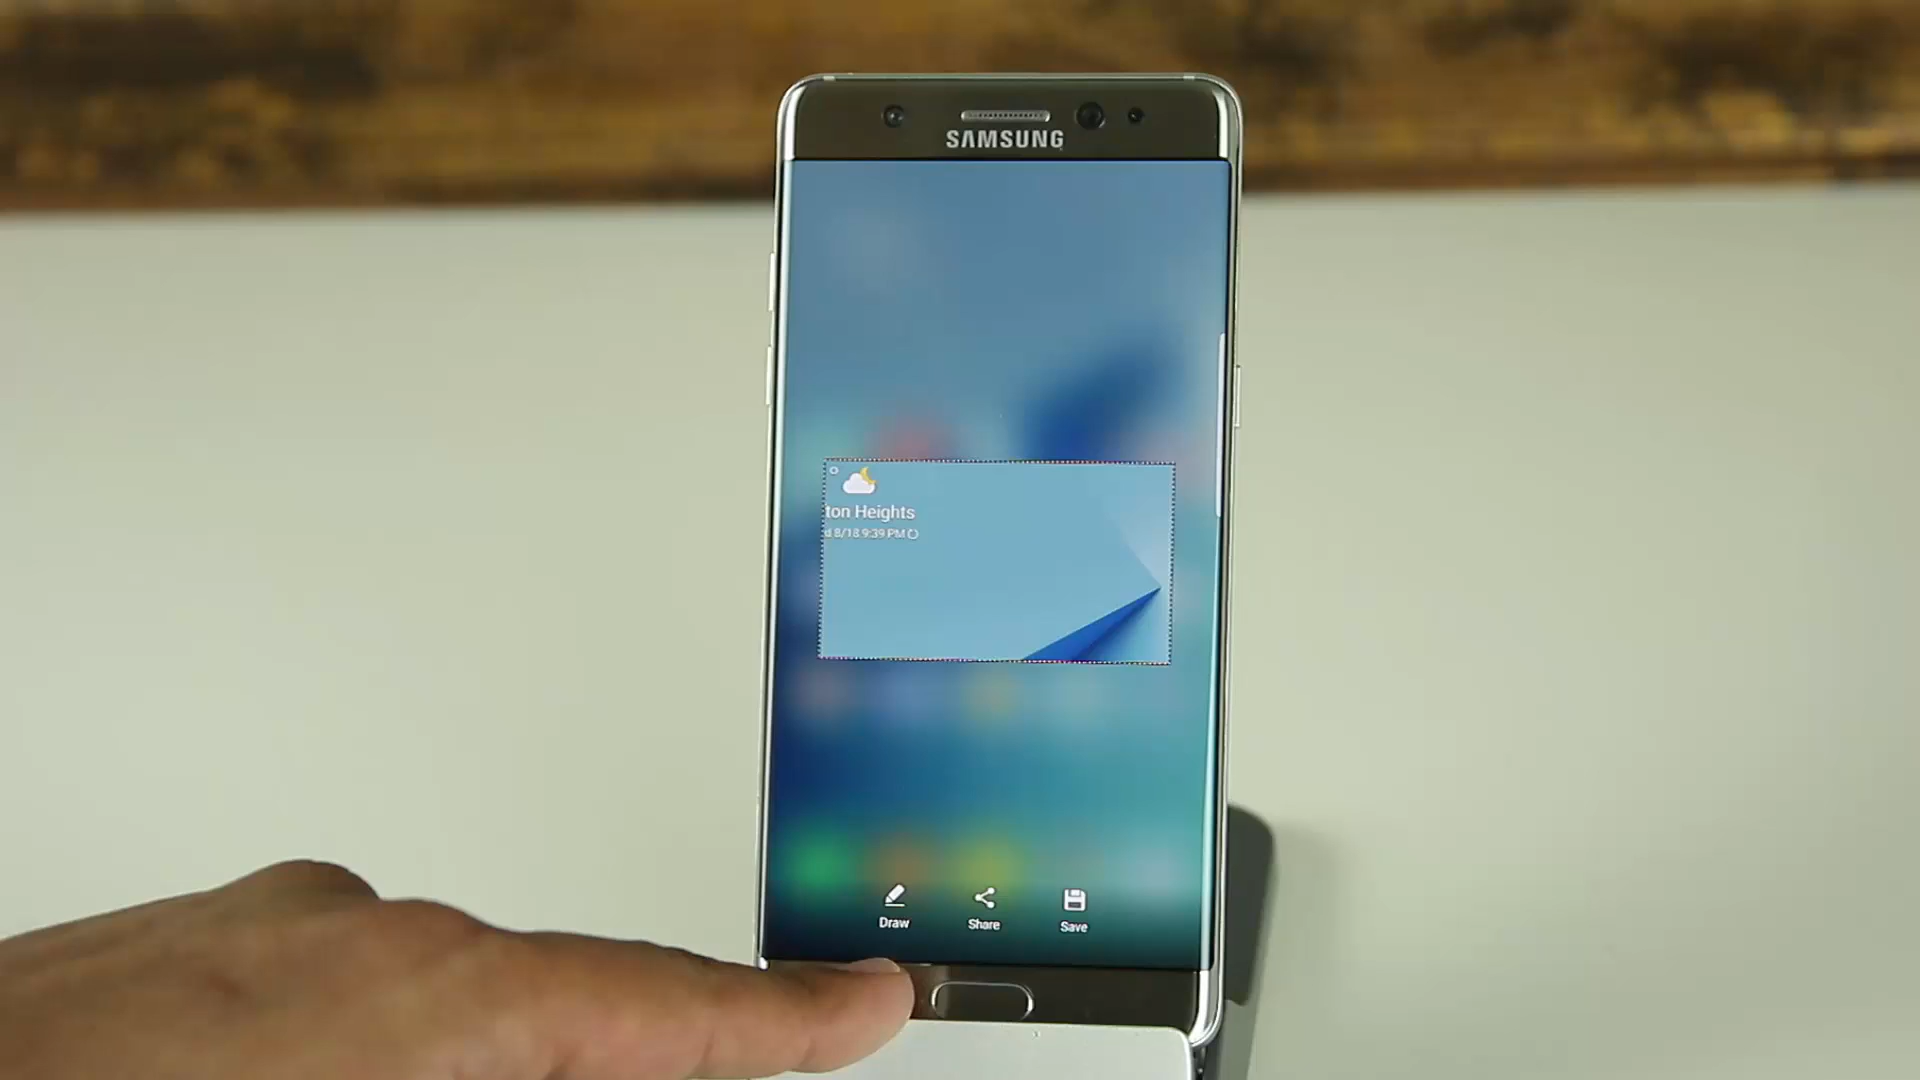 SAMSUNG
ton Heights
d 8/18 9:39 PM
Draw
Share
Save